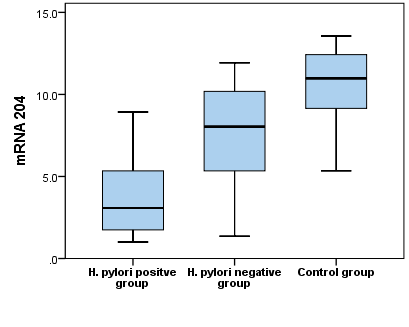 15.0
10.0
5.0
.0
mRNA 204
H. pylori positve
group
H. pylori negative
group
Control group